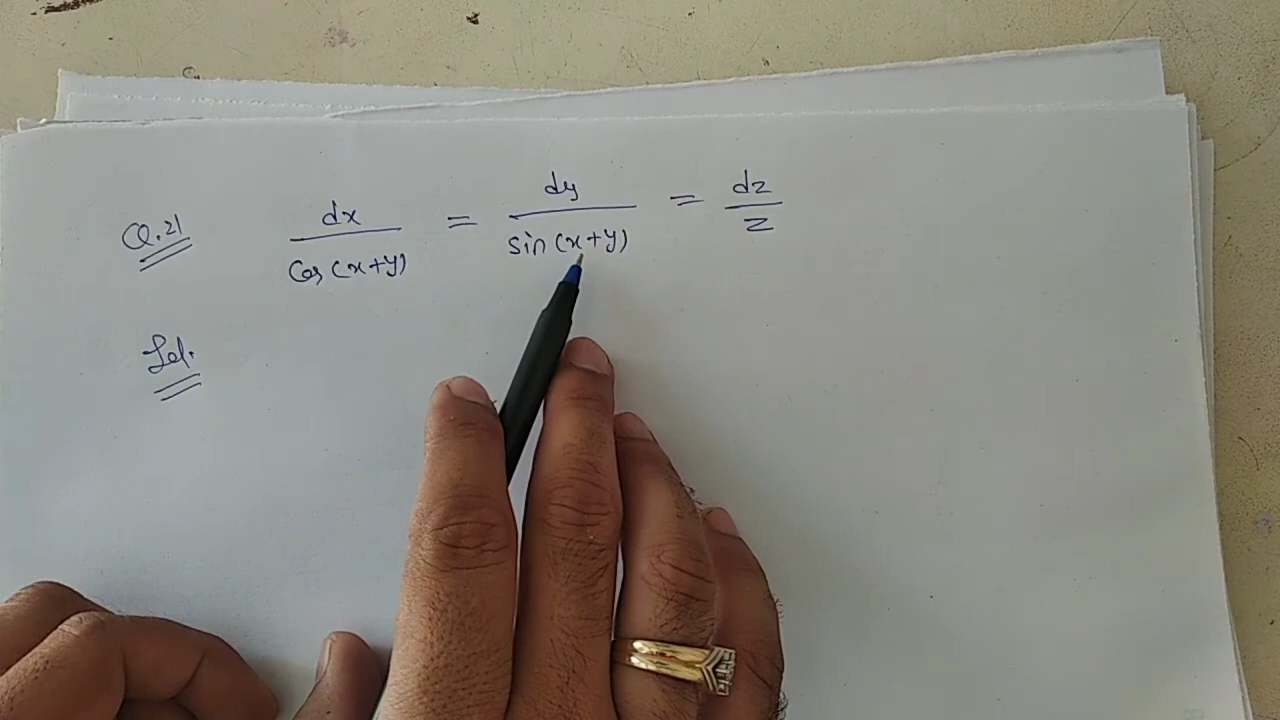 Q.21 dx/cos(x+y) = dy/sin(x+y) = dz/z
Sol.